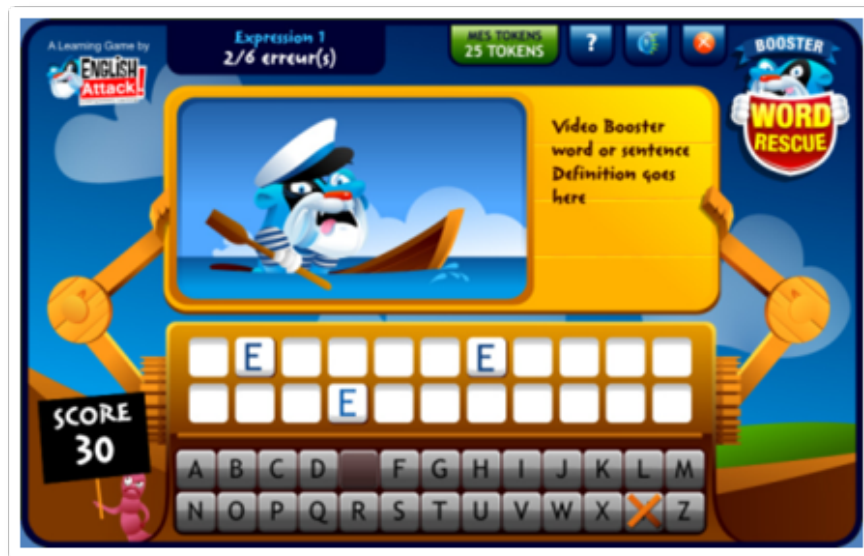 A Learning Game by
ENGLISH
Attack!
Expression 1
2/6 erreur(s)
MES TOKENS
25 TOKENS
?
BOOSTER
WORD
RESCUE
Video Booster
word or sentence
Definition goes
here
E E
E
SCORE
30
A B C D F G H I J K L M
N O P Q R S T U V W X Z